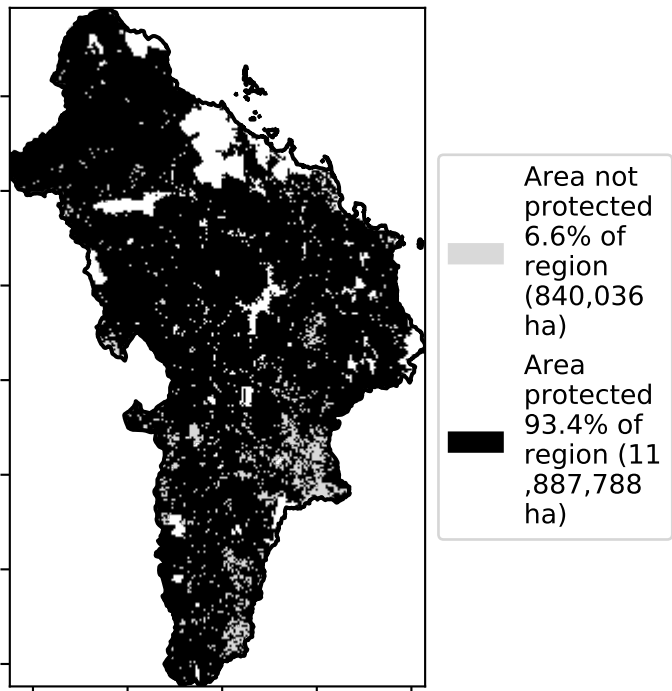 Area not
protected
6.6% of
region
(840,036
ha)
Area
protected
93.4% of
region (11
,887,788
ha)